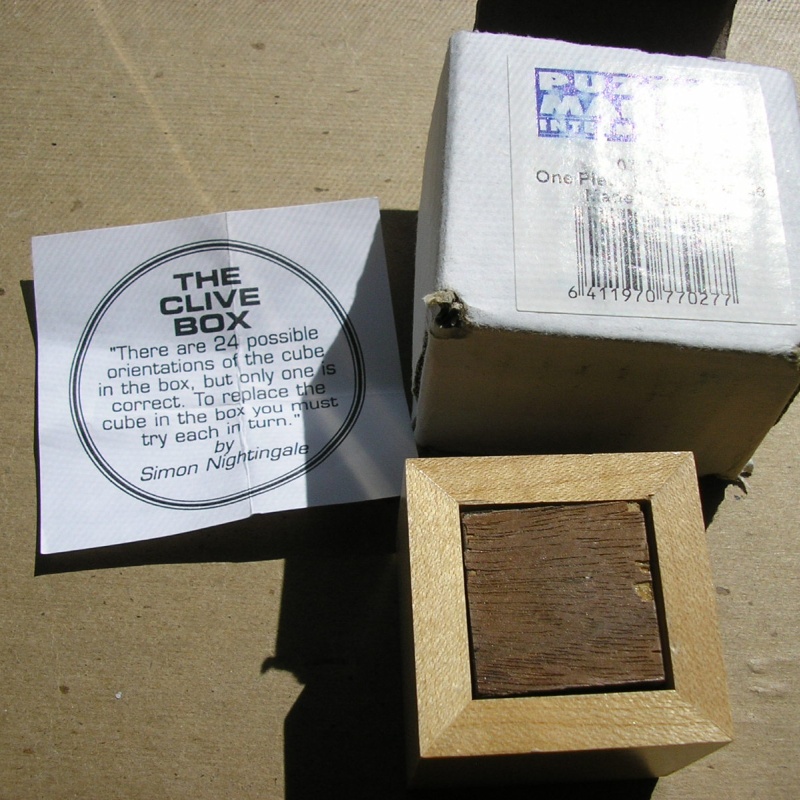 THE
CLIVE
BOX
"There are 24 possible
orientations of the cube
in the box, but only one is
correct. To replace the
cube in the box you must
try each in turn."
by
Simon Nightingale
One
6 411970 770277